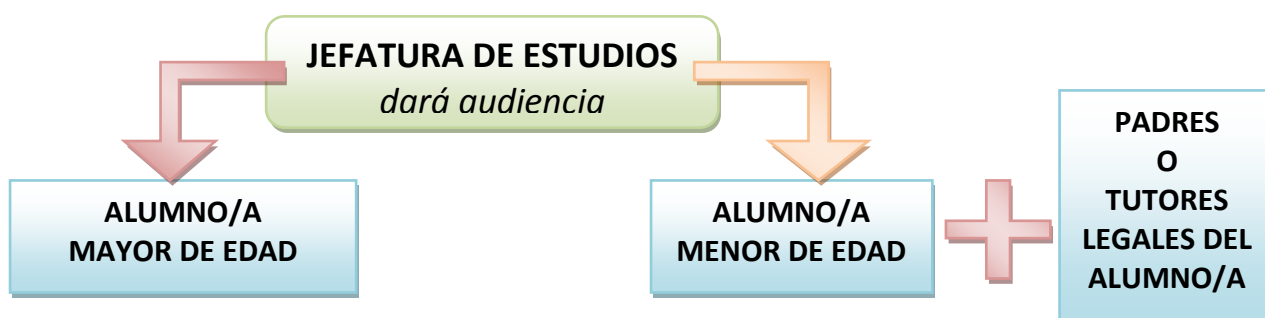 JEFATURA DE ESTUDIOS
dará audiencia
ALUMNO/A
MAYOR DE EDAD
ALUMNO/A
MENOR DE EDAD
PADRES
O
TUTORES
LEGALES DEL
ALUMNO/A